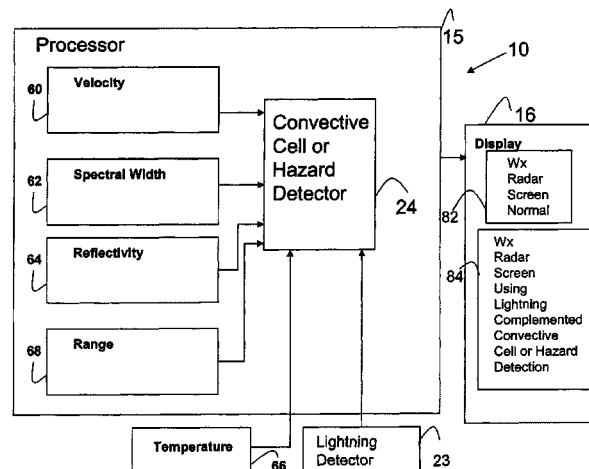 15
Processor
10
60
Velocity
16
Convective
Cell or
Hazard
Detector
Display
Wx
Radar
Screen
Normal
62
Spectral Width
24
82
64
Reflectivity
84
Wx
Radar
Screen
Using
Lightning
Complemented
Convective
Cell or Hazard
Detection
68
Range
Temperature
66
Lightning
Detector
23